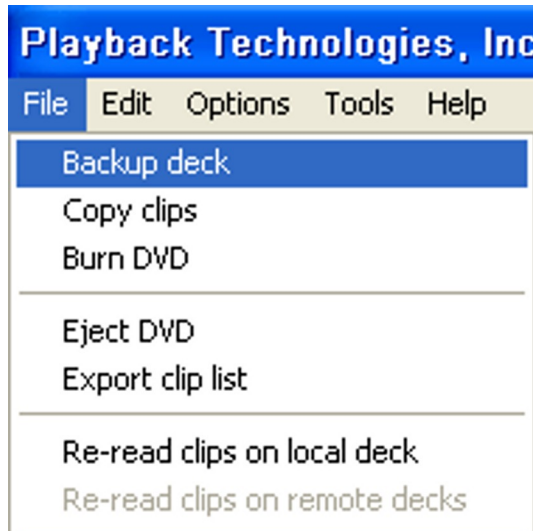 Playback Technologies, Inc
File Edit Options Tools Help
Backup deck
Copy clips
Burn DVD
Eject DVD
Export clip list
Re-read clips on local deck
Re-read clips on remote decks